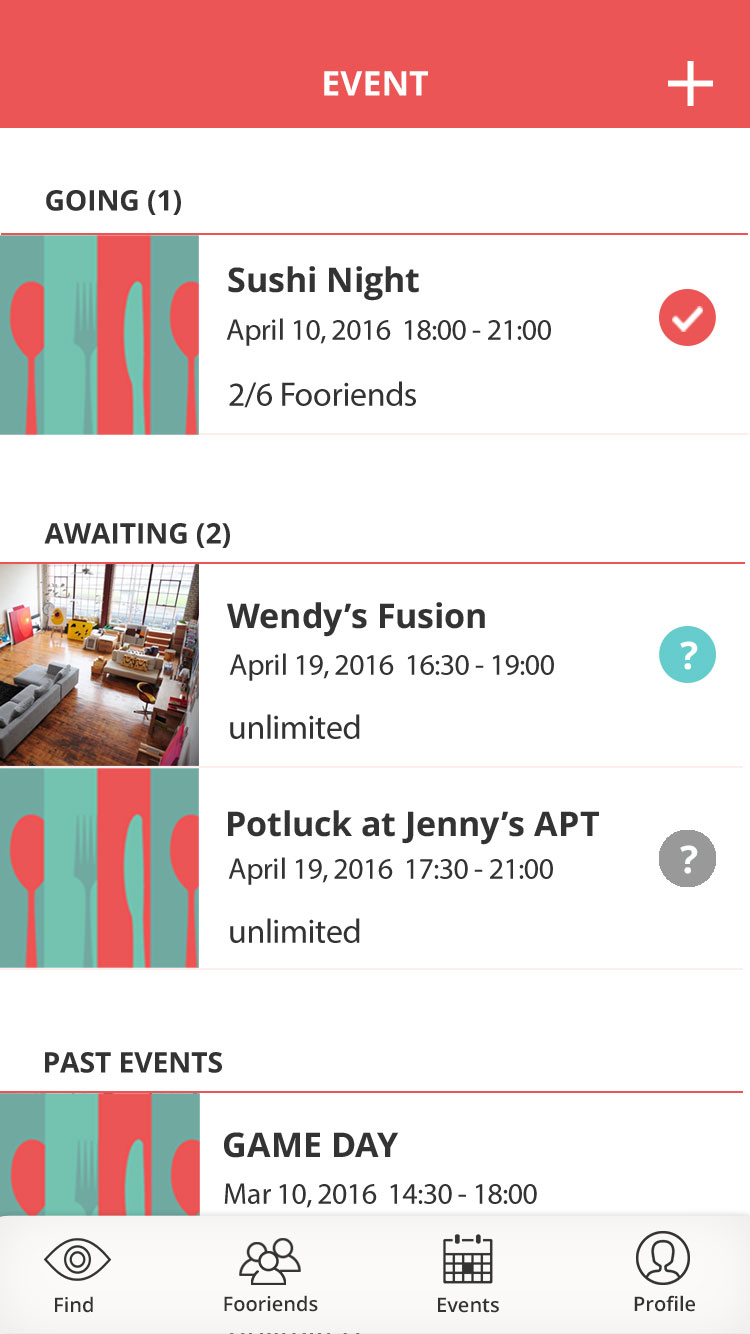 EVENT
GOING (1)
Sushi Night
April 10, 2016 18:00 - 21:00
2/6 Fooriends
AWAITING (2)
Wendy’s Fusion
April 19, 2016 16:30 - 19:00
?
unlimited
Potluck at Jenny’s APT
April 19, 2016 17:30 - 21:00
?
unlimited
PAST EVENTS
GAME DAY
Mar 10, 2016 14:30 - 18:00
Find
Fooriends
Events
Profile